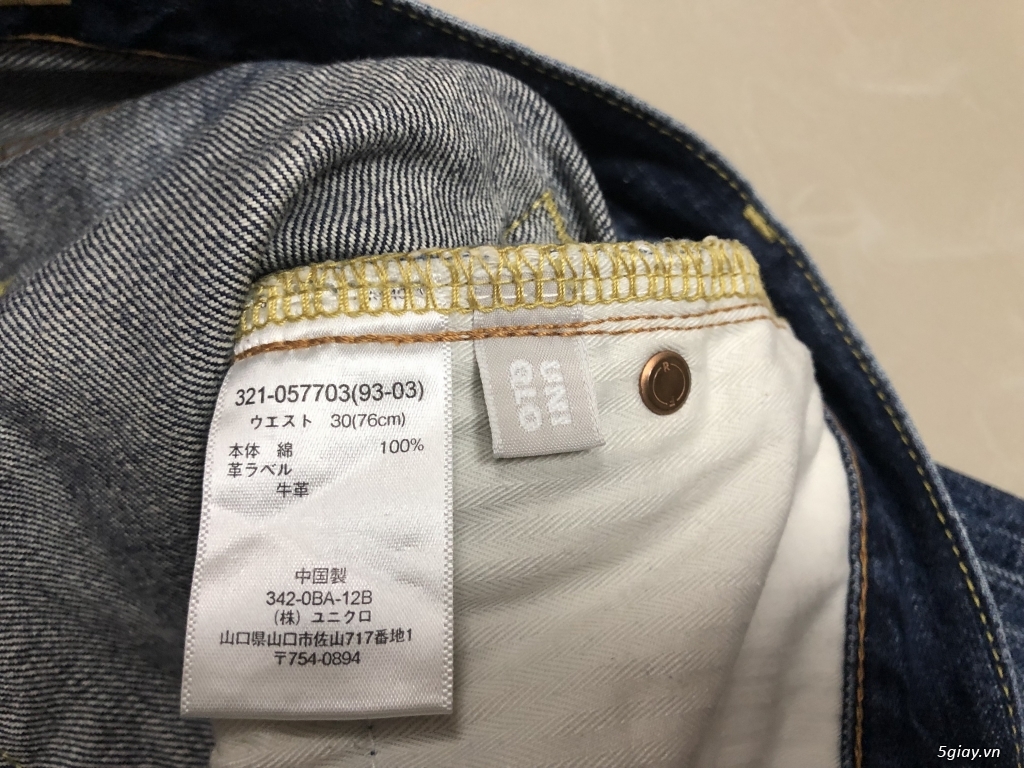 321-057703(93-03)
ウエスト 30(76cm)
本体 綿 100%
革ラベル
牛革
中国製
342-0BA-12B
(株) ユニクロ
山口県山口市佐山717番地1
〒754-0894
R
5giay.vn